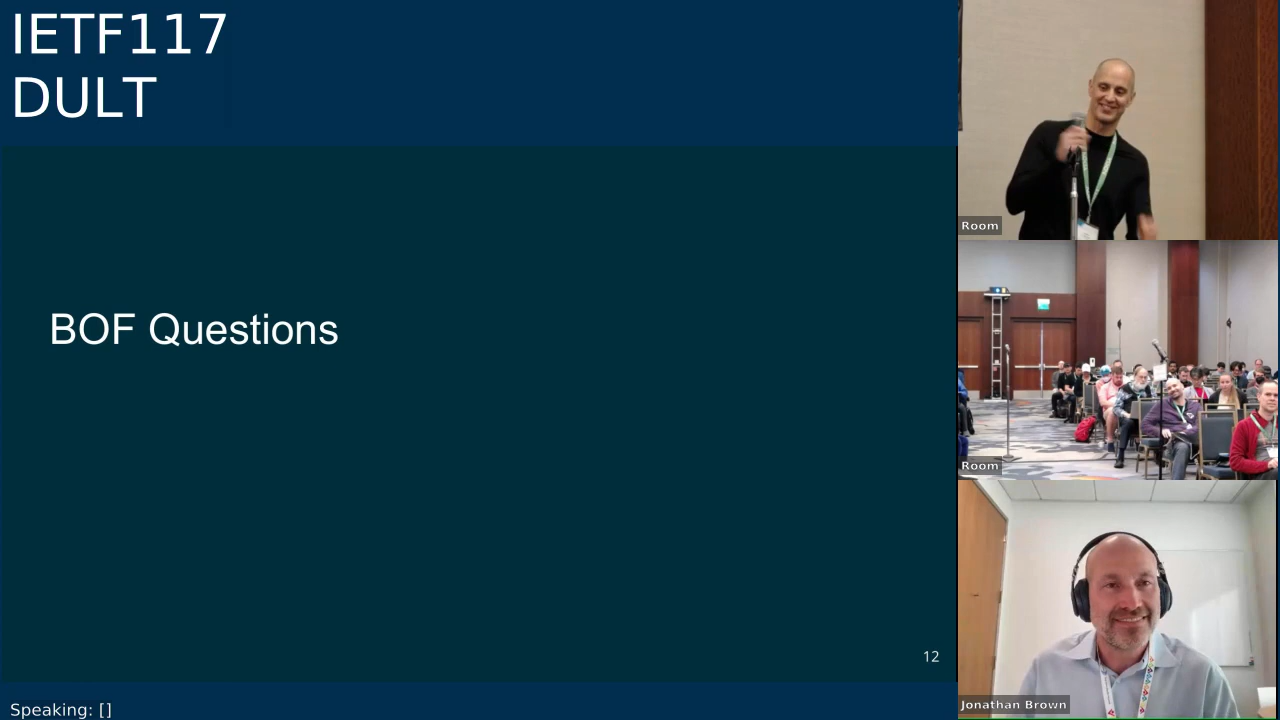 IETF117
DULT
BOF Questions
12
Speaking: []
Room
Room
Jonathan Brown